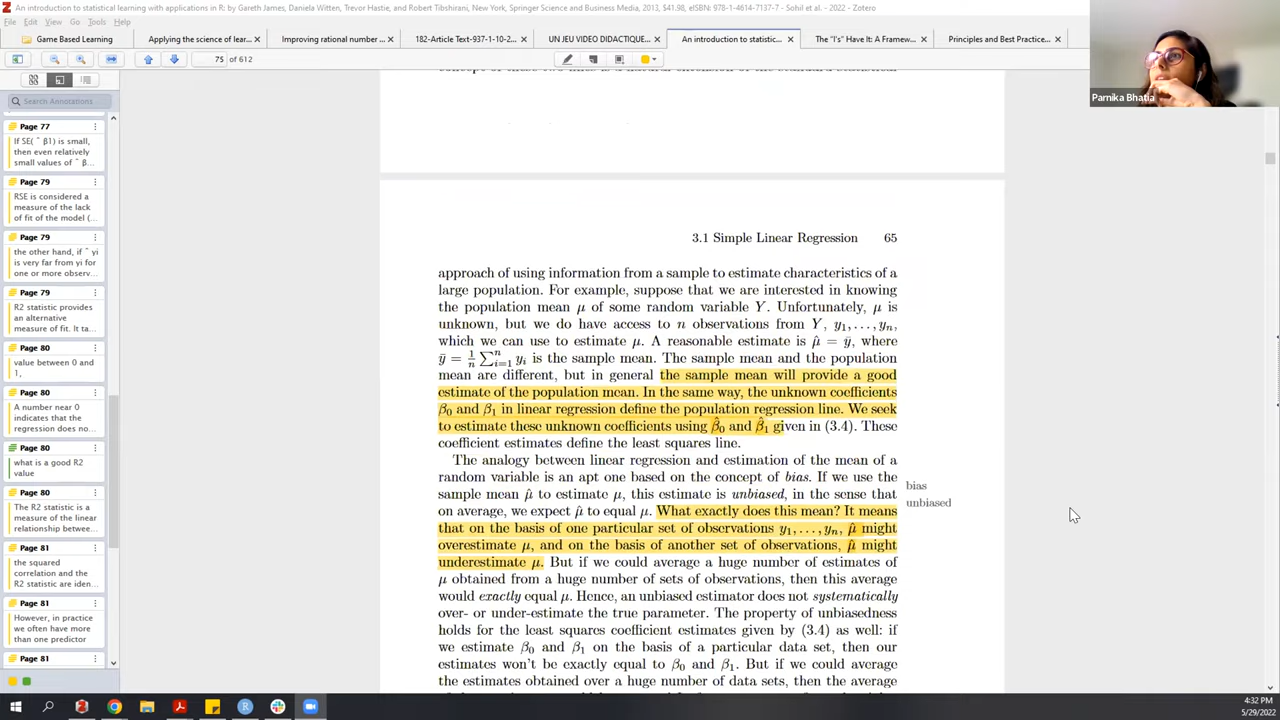 An introduction to statistical learning with applications in R: by Gareth James, Daniela Witten, Trevor Hastie, and Robert Tibshirani, New York, Springer Science and Business Media, 2013, $41.98, eISBN: 978-1-4614-7137-7 - Sohil et al. - 2022 - Zotero
File Edit View Go Tools Help
Game Based Learning
Applying the science of lear...
Improving rational number ...
182-Article Text-937-1-10-2...
UN JEU VIDEO DIDACTIQUE...
An introduction to statistic...
The "I's" Have It: A Framew...
Principles and Best Practice...
75 of 612
Search Annotations
Page 77
If SE(ˆ β1) is small,
then even relatively
small values of ˆ β...
Page 79
RSE is considered a
measure of the lack
of fit of the model (...
Page 79
the other hand, if ˆ yi
is very far from yi for
one or more observ...
Page 79
R2 statistic provides
an alternative
measure of fit. It ta...
Page 80
value between 0 and
1,
Page 80
A number near 0
indicates that the
regression does no...
Page 80
what is a good R2
value
Page 80
The R2 statistic is a
measure of the linear
relationship betwee...
Page 81
the squared
correlation and the
R2 statistic are iden...
Page 81
However, in practice
we often have more
than one predictor
Page 81
3.1 Simple Linear Regression 65
approach of using information from a sample to estimate characteristics of a
large population. For example, suppose that we are interested in knowing
the population mean μ of some random variable Y. Unfortunately, μ is
unknown, but we do have access to n observations from Y, y₁,...,yₙ,
which we can use to estimate μ. A reasonable estimate is μ̂ = ȳ, where
ȳ = 1/n ∑ⁿᵢ₌₁ yᵢ is the sample mean. The sample mean and the population
mean are different, but in general the sample mean will provide a good
estimate of the population mean. In the same way, the unknown coefficients
β₀ and β₁ in linear regression define the population regression line. We seek
to estimate these unknown coefficients using β̂₀ and β̂₁ given in (3.4). These
coefficient estimates define the least squares line.
The analogy between linear regression and estimation of the mean of a
random variable is an apt one based on the concept of bias. If we use the
sample mean μ̂ to estimate μ, this estimate is unbiased, in the sense that
on average, we expect μ̂ to equal μ. What exactly does this mean? It means
that on the basis of one particular set of observations y₁,...,yₙ, μ̂ might
overestimate μ, and on the basis of another set of observations, μ̂ might
underestimate μ. But if we could average a huge number of estimates of
μ obtained from a huge number of sets of observations, then this average
would exactly equal μ. Hence, an unbiased estimator does not systematically
over- or under-estimate the true parameter. The property of unbiasedness
holds for the least squares coefficient estimates given by (3.4) as well: if
we estimate β₀ and β₁ on the basis of a particular data set, then our
estimates won't be exactly equal to β₀ and β₁. But if we could average
the estimates obtained over a huge number of data sets, then the average
bias
unbiased
Parnika Bhatia
4:32 PM
5/29/2022